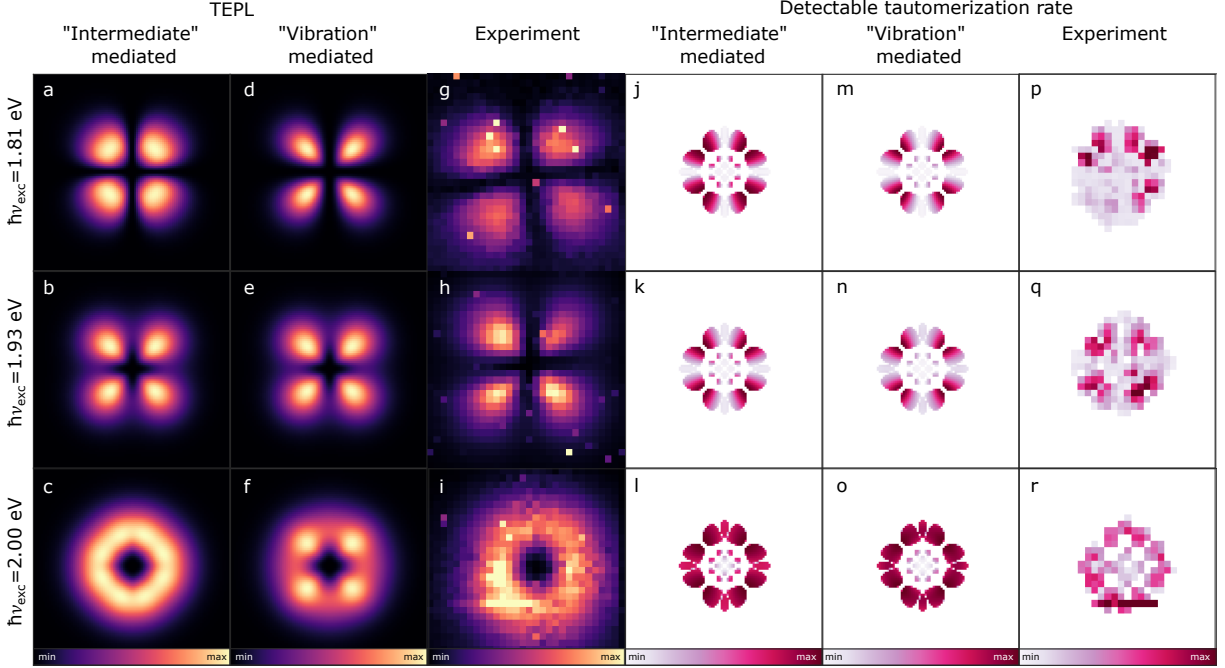 TEPL
Detectable tautomerization rate
"Intermediate" mediated
"Vibration" mediated
Experiment
"Intermediate" mediated
"Vibration" mediated
Experiment
ħν_exc=1.81 eV
a
d
g
j
m
p
ħν_exc=1.93 eV
b
e
h
k
n
q
ħν_exc=2.00 eV
c
f
i
l
o
r
min
max
min
max
min
max
min
max
min
max
min
max